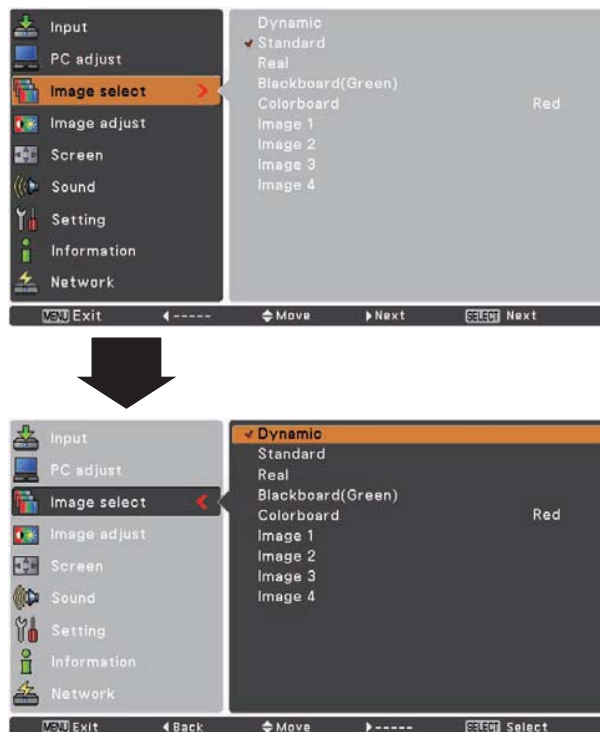 Input
PC adjust
Image select
Image adjust
Screen
Sound
Setting
Information
Network
Dynamic
Standard
Real
Blackboard(Green)
Colorboard Red
Image 1
Image 2
Image 3
Image 4
MENU Exit ◀ ----- ◆ Move ▶ Next SELECT Next
Input
PC adjust
Image select
Image adjust
Screen
Sound
Setting
Information
Network
Dynamic
Standard
Real
Blackboard(Green)
Colorboard Red
Image 1
Image 2
Image 3
Image 4
MENU Exit ◀ Back ◆ Move ▶ ----- SELECT Select